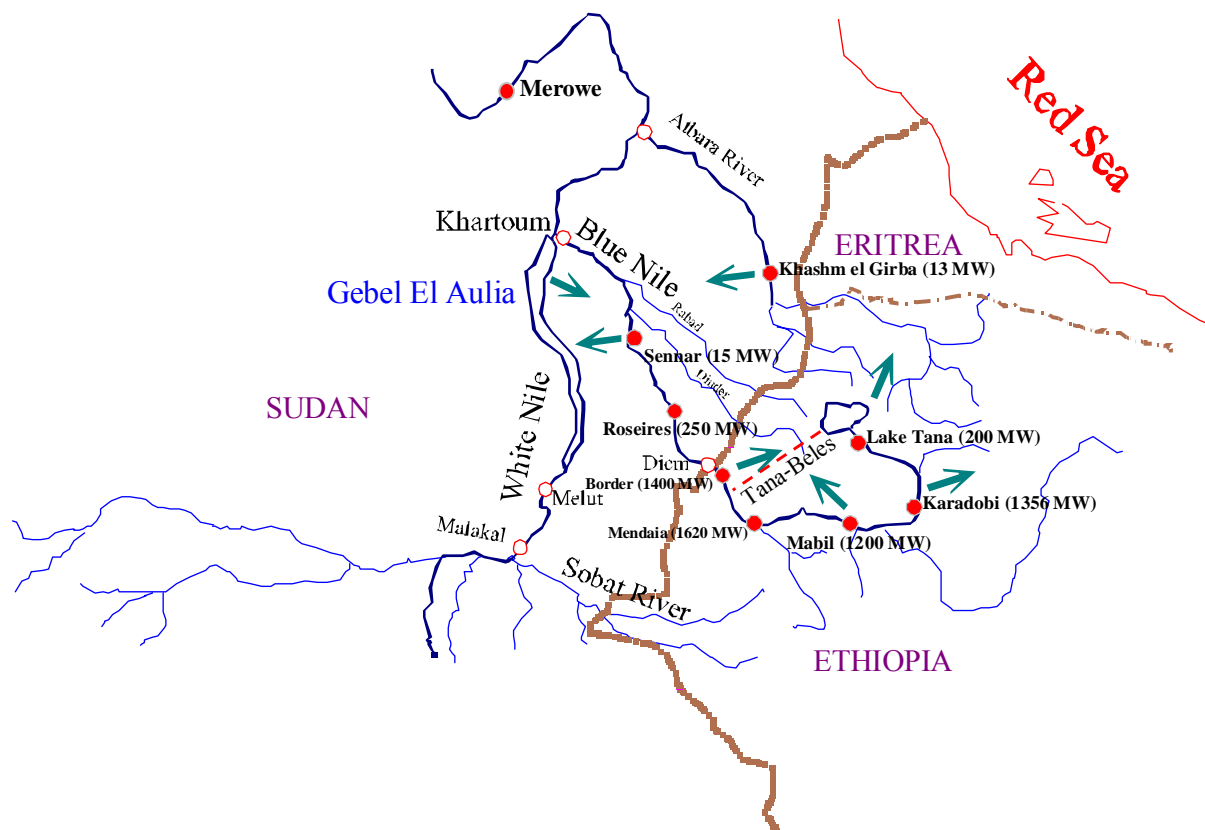 Merowe
Red Sea
Atbara River
Khartoum
Blue Nile
ERITREA
Khashm el Girba (13 MW)
Gebel El Aulia
Rahad
Sennar (15 MW)
Dinder
SUDAN
White Nile
Roseires (250 MW)
Lake Tana (200 MW)
Diem
Tana-Beles
Border (1400 MW)
Melut
Karadobi (1356 MW)
Malakal
Mendaia (1620 MW)
Mabil (1200 MW)
Sobat River
ETHIOPIA